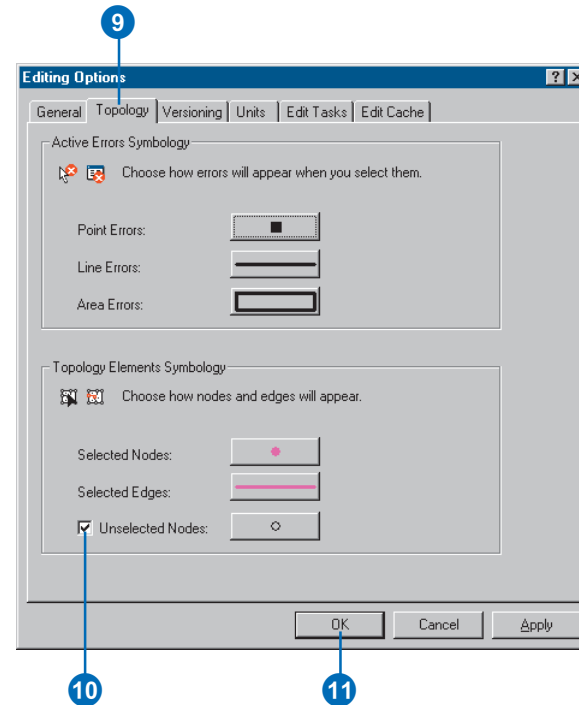 9
Editing Options
General Topology Versioning Units Edit Tasks Edit Cache
Active Errors Symbology
Choose how errors will appear when you select them.
Point Errors:
Line Errors:
Area Errors:
Topology Elements Symbology
Choose how nodes and edges will appear.
Selected Nodes:
Selected Edges:
Unselected Nodes:
OK Cancel Apply
10 11